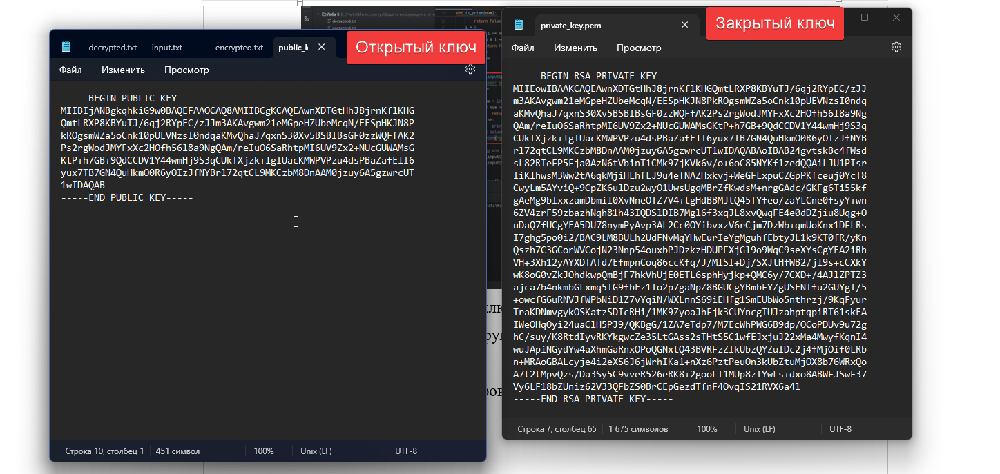 decrypted.txt
input.txt
encrypted.txt
public_k
Открытый ключ
Файл
Изменить
Просмотр
-----BEGIN PUBLIC KEY-----
MIIBIjANBgkqhkiG9w0BAQEFAAOCAQ8AMIIBCgKCAQEAwnXDTGtHhJ8jrnKflKHG
QmtLRXP8KBYuTJ/6qj2RYpEC/zJJm3AKAvgwm21eMGpeHZUbeMcqN/EESpHKJN8P
kROgsmWZa5oCnk10pUEVNzsI0ndqaKMvQhaJ7qxnS30Xv5BSBIBsGF0zzWQFfAK2
Ps2rgWodJMYFxXc2HOfh56l8a9NgQAm/reIuO6SaRhtpMI6UV9Zx2+NUcGUWAMsG
KtP+h7GB+9QdCCDV1Y44wmHj9S3qCUkTXjzk+lgIUacKMWPVPzu4dsPBaZafElI6
yux7TB7GN4QuHkmO0R6yOIzJfNYBrl72qtCL9MKCzbM8DnAAM0jzuy6A5gzwrcUT
1wIDAQAB
-----END PUBLIC KEY-----
Строка 10, столбец 1
451 символ
100%
Unix (LF)
UTF-8
private_key.pem
Закрытый ключ
Файл
Изменить
Просмотр
-----BEGIN RSA PRIVATE KEY-----
MIIEowIBAAKCAQEAwnXDTGtHhJ8jrnKflKHGQmtLRXP8KBYuTJ/6qj2RYpEC/zJJ
m3AKAvgwm21eMGpeHZUbeMcqN/EESpHKJN8PkROgsmWZa5oCnk10pUEVNzsI0ndq
aKMvQhaJ7qxnS30Xv5BSBIBsGF0zzWQFfAK2Ps2rgWodJMYFxXc2HOfh56l8a9Ng
QAm/reIuO6SaRhtpMI6UV9Zx2+NUcGUWAMsGKtP+h7GB+9QdCCDV1Y44wmHj9S3q
CUkTXjzk+lgIUacKMWPVPzu4dsPBaZafElI6yux7TB7GN4QuHkmO0R6yOIzJfNYB
rl72qtCL9MKCzbM8DnAAM0jzuy6A5gzwrcUT1wIDAQABAoIBAB24gvtskBc4fWsd
sL82RIeFP5Fja0AzN6tVbinT1CMk97jKVk6v/o+6oC85NYKf1zedQQAiLJU1PIsr
IiKlhwsM3Ww2tA6qkMjiHLhfLJ9u4efNAZHxkvj+WeGFLxpuCZGpPKfceuj0YcT8
CwyLm5AYviQ+9CpZK6ulDzu2wyO1UwsUgqMBrZfKwdsM+nrgGAdc/GKFg6Ti55kf
gAeMg9bIxxzamDbmil0XvNneOTZ7V4+tgHdBBMJtQ45TYfeo/zaYLCne0fsyY+wn
6ZV4zrF59zbazhNqh81h43IQDSlDIB7Mgl6f3xqJL8xvQwqFE4e0dDZjiu8Uqg+O
uDaQ7fUCgYEA5DU78nymPyAvp3AL2Cc0OYibvxzV6rCjm7DzWb+qmUoKnx1DFLRs
I7ghg5po0i2/BAC9LM8BULh2UdFNvMqYHwEurIeYgMguhfEbtyJL1k9KT0fR/yKn
Qszh7C3GCorWVCojN23Nnp54ouxbPJDzkzHDUPFXjGl9o9WqC9seXYsCgYEA2iRh
VH+3Xh12yAYXDTATd7EfmpnCoq86ccKfq/J/MlSI+Dj/SXJtHfWB2/jl9s+cCXkY
wK8oG0vZkJOhdkwpQmBjF7hkVhUjE0ETL6sphHyjkp+QMC6y/7CXD+/4AJlZPTZ3
ajca7b4nkmbGLxmq5IG9fbEz1To2p7gaNpZ8BGUCgYBmbFYZgUSENIfu2GUYgI/5
+owcfG6uRNVJfWPbNiD1Z7vYqiN/WXLnnS69iEHfg1SmEUbWo5nthrzj/9KqFyur
TraKDNmvgykOSKatzSDIcRHi/1MK9ZyoaJhFjk3CUYncgIUJzahptqpiRT61skEA
IWeOHqOyi24uaClH5PJ9/QKBgG/1ZA7eTdp7/M7EcWhPWG6B9dp/OCoPDUv9u72g
hC/suy/K8RtdIyvRKYkgwcZe35LtGAss2sTHtS5C1wfEJxjuJ22xMa4MwyfKqnI4
wuJApiNGydYw4aXhmGaRnxOPoQGNxtQ43BVRFzZIkUbzQYZuIDc2j4fMjOif0LRb
n+MRAoGBALcyje4i2eXS6J6jWrhIKa1+nXz6PztPeuOn3kUbZtuMjOX8b76WRxQo
A7t2tMpvQzs/Da3Sy5C9vveR526eRK8+2gooLI1MUp8zTYwLs+dxo8ABWFJSwF37
Vy6LF18bZUniz62V33QFbZS0BrCEpGezdTfnF4OvqIS21RVX6a4l
-----END RSA PRIVATE KEY-----
Строка 7, столбец 65
1 675 символов
100%
Unix (LF)
UTF-8